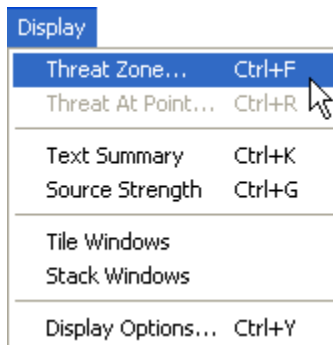 Display
Threat Zone... Ctrl+F
Threat At Point... Ctrl+R
Text Summary Ctrl+K
Source Strength Ctrl+G
Tile Windows
Stack Windows
Display Options... Ctrl+Y